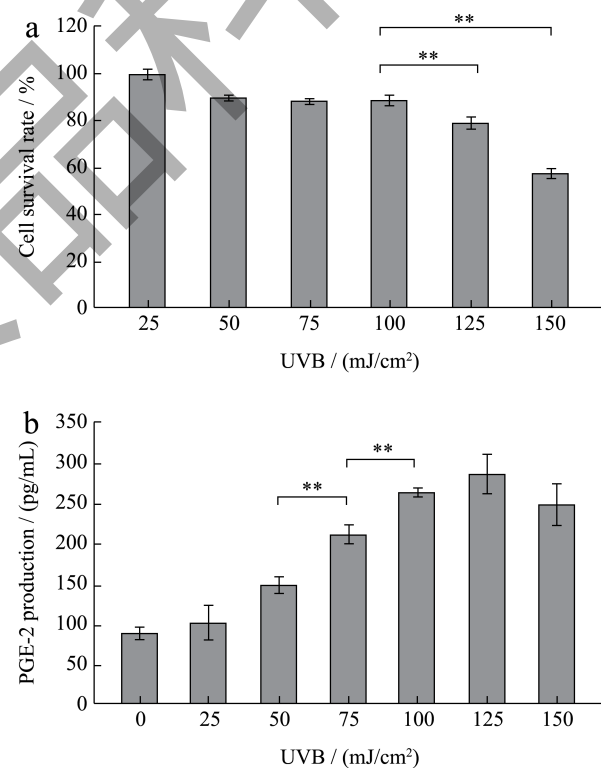 a
120
100
80
60
40
20
0
Cell survival rate / %
**
**
25 50 75 100 125 150
UVB / (mJ/cm²)
b
350
300
250
200
150
100
50
0
PGE-2 production / (pg/mL)
**
**
0 25 50 75 100 125 150
UVB / (mJ/cm²)